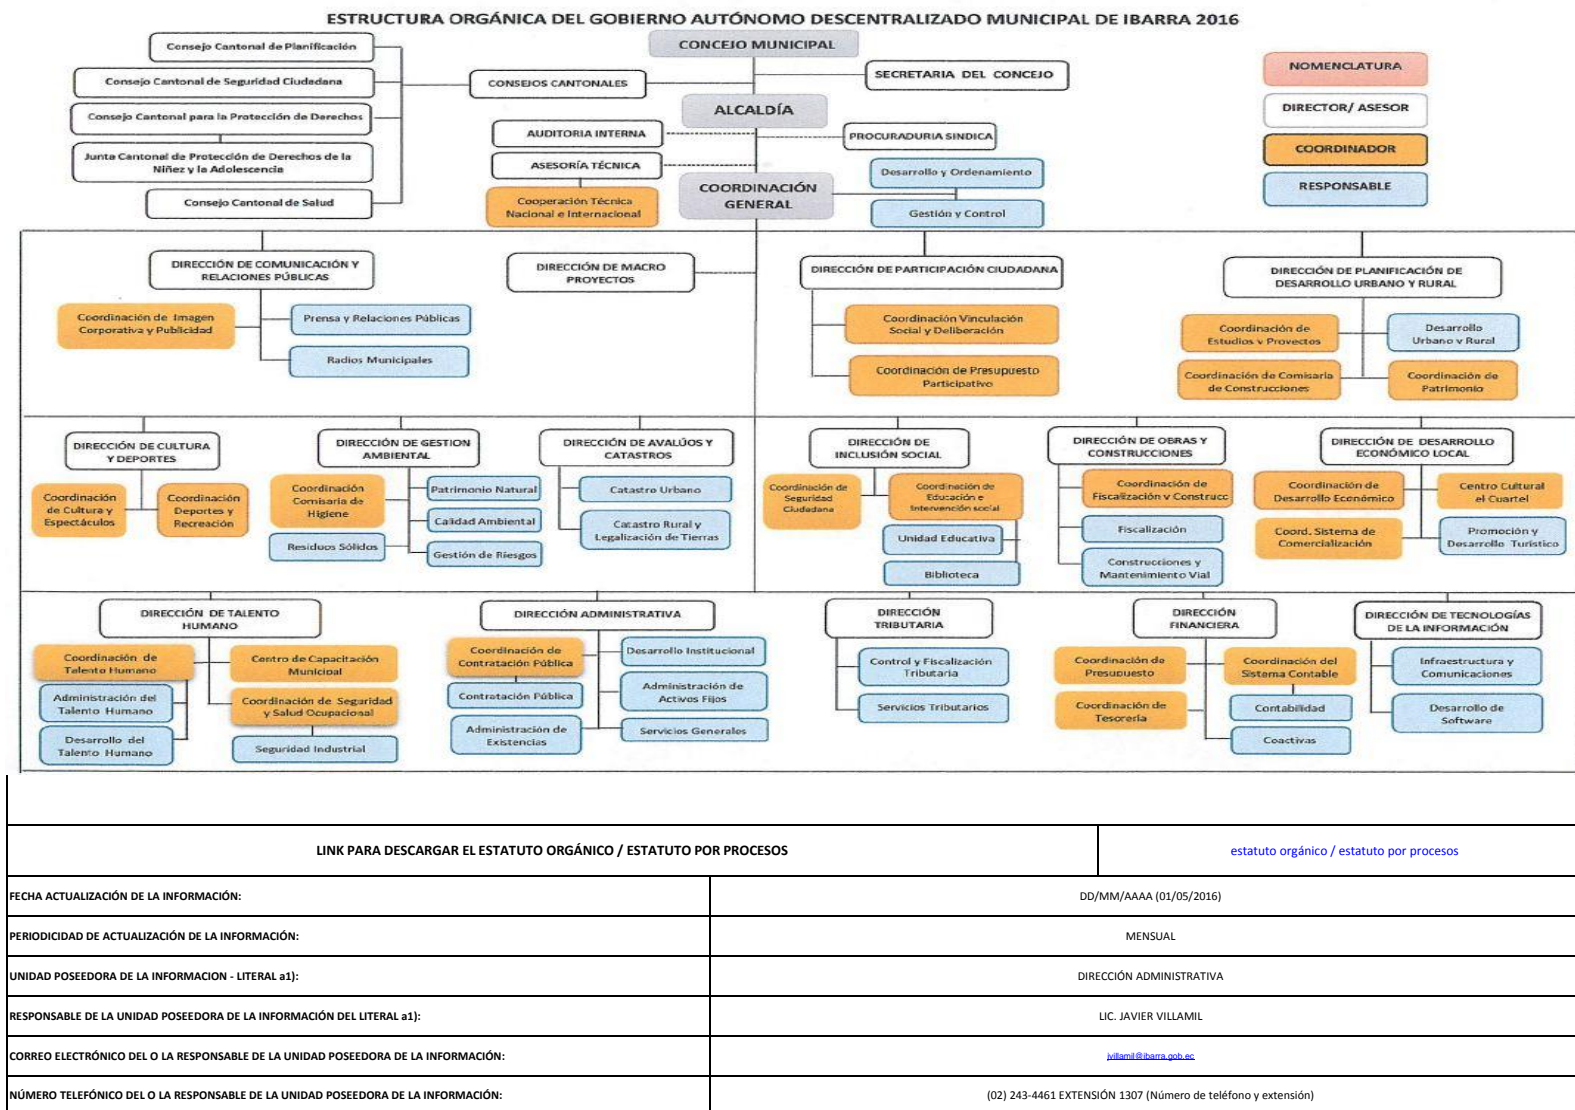 ESTRUCTURA ORGÁNICA DEL GOBIERNO AUTÓNOMO DESCENTRALIZADO MUNICIPAL DE IBARRA 2016
Consejo Cantonal de Planificación
CONCEJO MUNICIPAL
NOMENCLATURA
Consejo Cantonal de Seguridad Ciudadana
CONSEJOS CANTONALES
SECRETARIA DEL CONCEJO
DIRECTOR/ ASESOR
Consejo Cantonal para la Protección de Derechos
ALCALDÍA
AUDITORIA INTERNA
PROCURADURIA SINDICA
COORDINADOR
Junta Cantonal de Protección de Derechos de la
Niñez y la Adolescencia
ASESORÍA TÉCNICA
Desarrollo y Ordenamiento
RESPONSABLE
Consejo Cantonal de Salud
Cooperación Técnica
Nacional e Internacional
COORDINACIÓN
GENERAL
Gestión y Control
DIRECCIÓN DE COMUNICACIÓN Y
RELACIONES PÚBLICAS
DIRECCIÓN DE MACRO
PROYECTOS
DIRECCIÓN DE PARTICIPACIÓN CIUDADANA
DIRECCIÓN DE PLANIFICACIÓN DE
DESARROLLO URBANO Y RURAL
Coordinación de Imagen
Corporativa y Publicidad
Prensa y Relaciones Públicas
Radios Municipales
Coordinación Vinculación
Social y Deliberación
Coordinación de Presupuesto
Participativo
Coordinación de
Estudios y Proyectos
Desarrollo
Urbano y Rural
Coordinación de Comisaria
de Construcciones
Coordinación de
Patrimonio
DIRECCIÓN DE CULTURA
Y DEPORTES
DIRECCIÓN DE GESTION
AMBIENTAL
DIRECCIÓN DE AVALÚOS Y
CATASTROS
DIRECCIÓN DE
INCLUSIÓN SOCIAL
DIRECCIÓN DE OBRAS Y
CONSTRUCCIONES
DIRECCIÓN DE DESARROLLO
ECONÓMICO LOCAL
Coordinación
de Cultura y
Espectáculos
Coordinación
Deportes y
Recreación
Coordinación
Comisaria de
Higiene
Residuos Sólidos
Patrimonio Natural
Calidad Ambiental
Gestión de Riesgos
Catastro Urbano
Catastro Rural y
Legalización de Tierras
Coordinación de
Seguridad
Ciudadana
Coordinación de
Educación e
Intervención social
Unidad Educativa
Biblioteca
Coordinación de
Fiscalización y Construcc
Fiscalización
Construcciones y
Mantenimiento Vial
Coordinación de
Desarrollo Económico
Centro Cultural
el Cuartel
Coord. Sistema de
Comercialización
Promoción y
Desarrollo Turístico
DIRECCIÓN DE TALENTO
HUMANO
DIRECCIÓN ADMINISTRATIVA
DIRECCIÓN
TRIBUTARIA
DIRECCIÓN
FINANCIERA
DIRECCIÓN DE TECNOLOGÍAS
DE LA INFORMACIÓN
Coordinación de
Talento Humano
Centro de Capacitación
Municipal
Administración del
Talento Humano
Coordinación de Seguridad
y Salud Ocupacional
Desarrollo del
Talento Humano
Seguridad Industrial
Coordinación de
Contratación Pública
Desarrollo Institucional
Contratación Pública
Administración de
Activos Fijos
Administración de
Existencias
Servicios Generales
Control y Fiscalización
Tributaria
Servicios Tributarios
Coordinación de
Presupuesto
Coordinación del
Sistema Contable
Coordinación de
Tesorería
Contabilidad
Coactivas
Infraestructura y
Comunicaciones
Desarrollo de
Software
LINK PARA DESCARGAR EL ESTATUTO ORGÁNICO / ESTATUTO POR PROCESOS
estatuto orgánico / estatuto por procesos
FECHA ACTUALIZACIÓN DE LA INFORMACIÓN:
DD/MM/AAAA (01/05/2016)
PERIODICIDAD DE ACTUALIZACIÓN DE LA INFORMACIÓN:
MENSUAL
UNIDAD POSEEDORA DE LA INFORMACION - LITERAL a1):
DIRECCIÓN ADMINISTRATIVA
RESPONSABLE DE LA UNIDAD POSEEDORA DE LA INFORMACIÓN DEL LITERAL a1):
LIC. JAVIER VILLAMIL
CORREO ELECTRÓNICO DEL O LA RESPONSABLE DE LA UNIDAD POSEEDORA DE LA INFORMACIÓN:
jvillamil@ibarra.gob.ec
NÚMERO TELEFÓNICO DEL O LA RESPONSABLE DE LA UNIDAD POSEEDORA DE LA INFORMACIÓN:
(02) 243-4461 EXTENSIÓN 1307 (Número de teléfono y extensión)